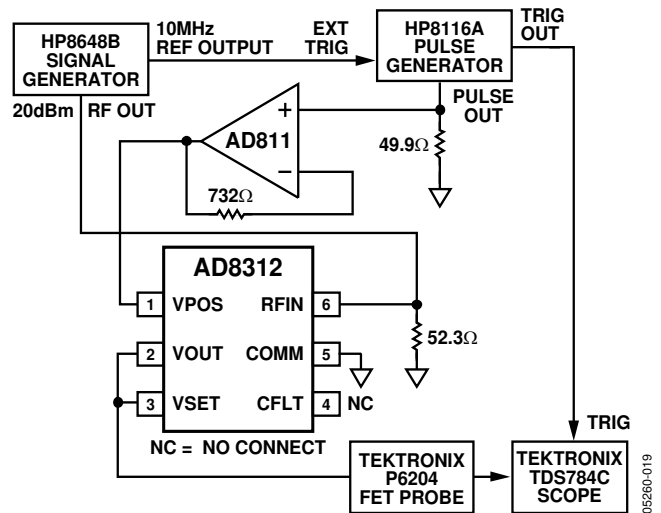 HP8648B
SIGNAL
GENERATOR
10MHz
REF OUTPUT
EXT
TRIG
HP8116A
PULSE
GENERATOR
TRIG
OUT
20dBm RF OUT
PULSE
OUT
+
AD811
–
49.9Ω
732Ω
AD8312
1 VPOS RFIN 6
2 VOUT COMM 5
3 VSET CFLT 4 NC
52.3Ω
NC = NO CONNECT
TRIG
TEKTRONIX
P6204
FET PROBE
TEKTRONIX
TDS784C
SCOPE
05260-019